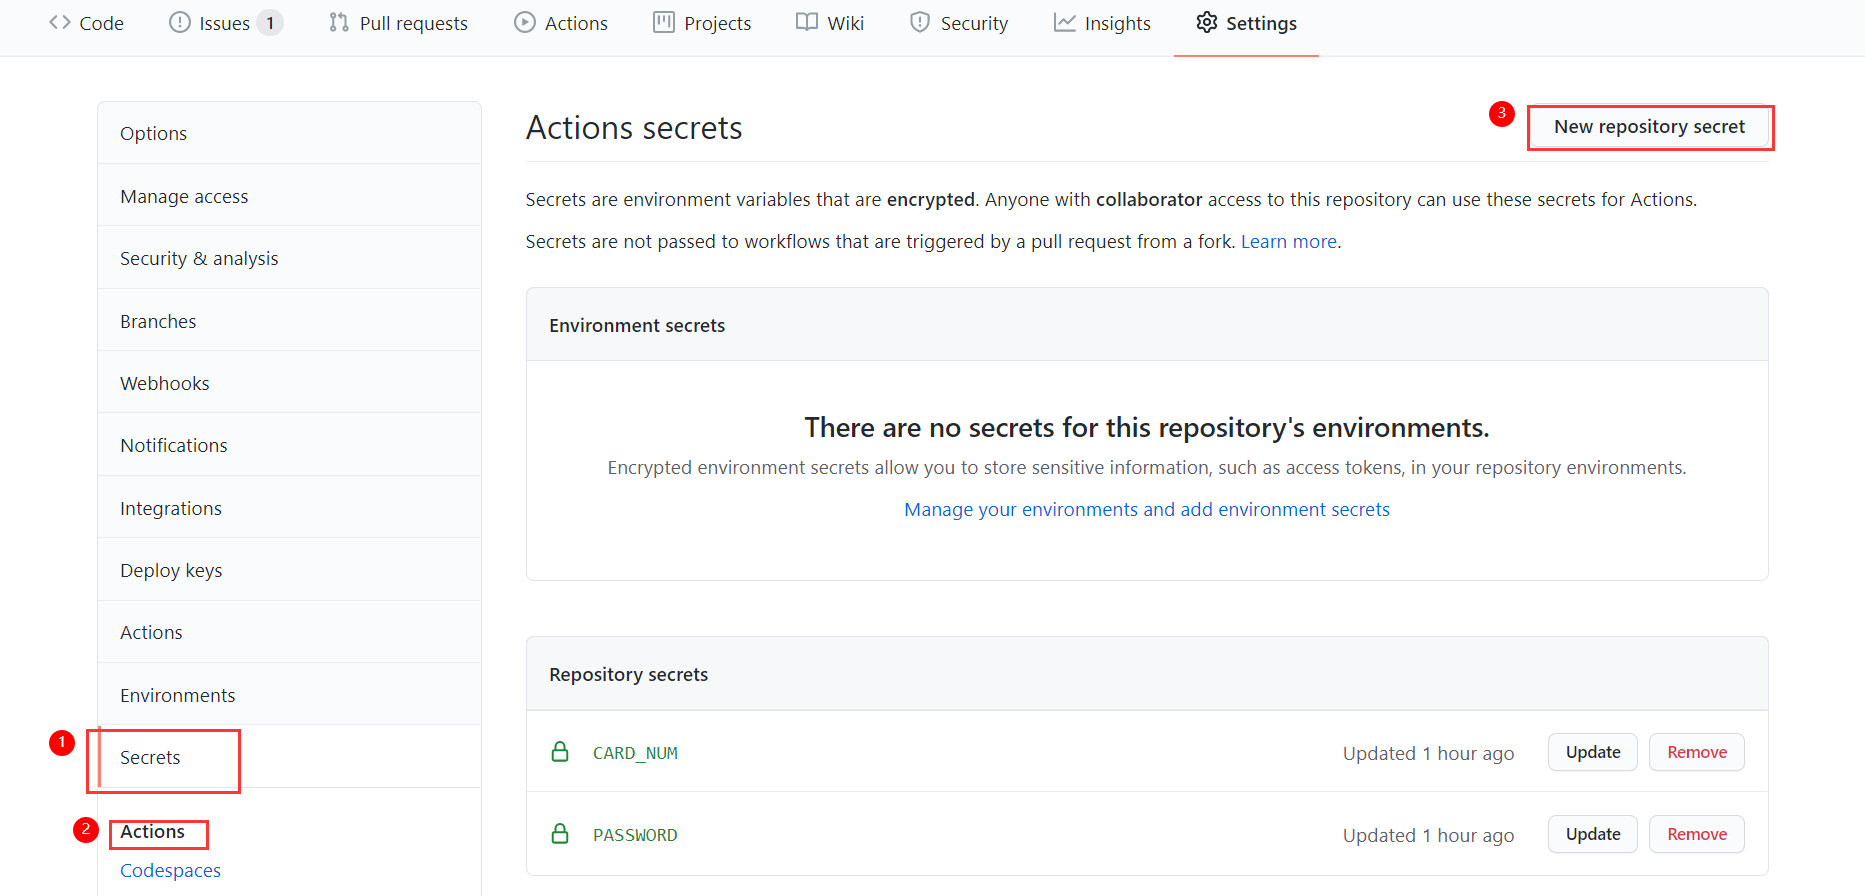 Code Issues 1 Pull requests Actions Projects Wiki Security Insights Settings
Options
Manage access
Security & analysis
Branches
Webhooks
Notifications
Integrations
Deploy keys
Actions
Environments
1
Secrets
2
Actions
Codespaces
Actions secrets
3
New repository secret
Secrets are environment variables that are encrypted. Anyone with collaborator access to this repository can use these secrets for Actions.
Secrets are not passed to workflows that are triggered by a pull request from a fork. Learn more.
Environment secrets
There are no secrets for this repository's environments.
Encrypted environment secrets allow you to store sensitive information, such as access tokens, in your repository environments.
Manage your environments and add environment secrets
Repository secrets
CARD_NUM Updated 1 hour ago Update Remove
PASSWORD Updated 1 hour ago Update Remove